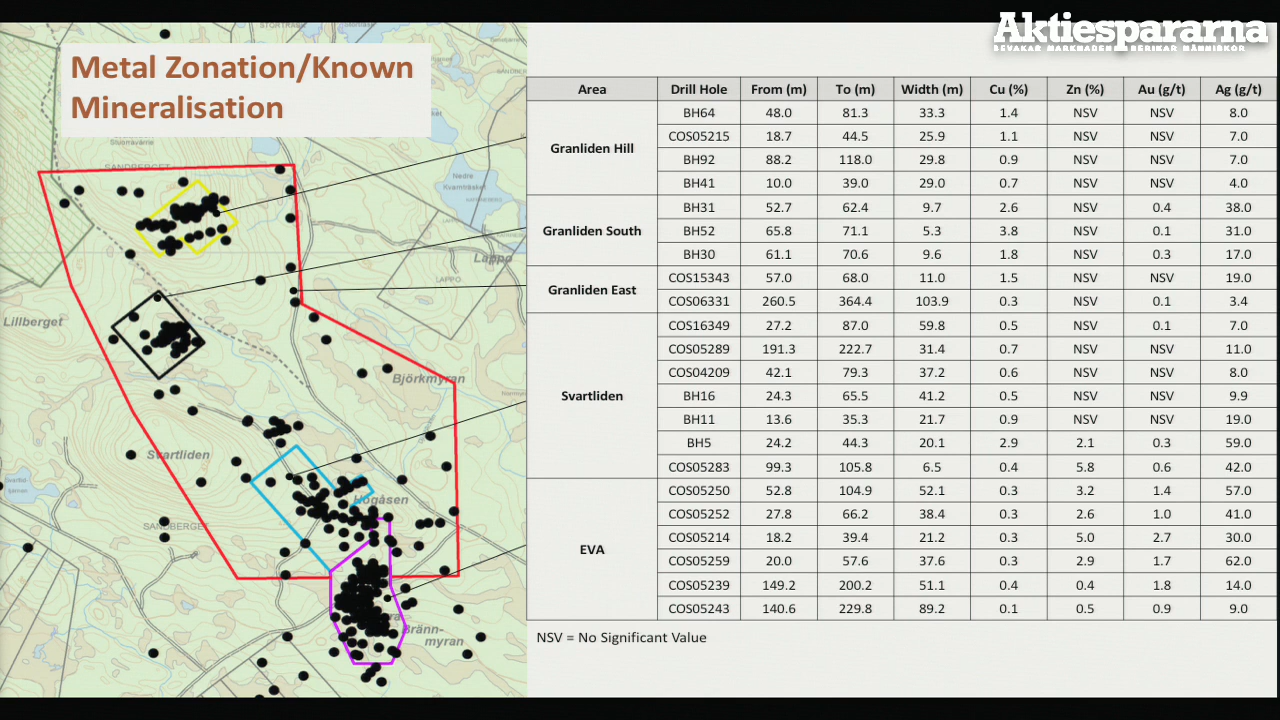 Aktiespararna
BEVAKAR MARKNADEN BERIKAR MÄNNISKOR
Metal Zonation/Known
Mineralisation
SANDBERGET
Nedre
Kvarnträsket
LAPPO
Lappo
LAPPO
Lillberget
Björkmyran
Svartliden
Högåsen
SANDBERGET
Bränn-
myran
Area Drill Hole From (m) To (m) Width (m) Cu (%) Zn (%) Au (g/t) Ag (g/t)
Granliden Hill
BH64 48.0 81.3 33.3 1.4 NSV NSV 8.0
COS05215 18.7 44.5 25.9 1.1 NSV NSV 7.0
BH92 88.2 118.0 29.8 0.9 NSV NSV 7.0
BH41 10.0 39.0 29.0 0.7 NSV NSV 4.0
Granliden South
BH31 52.7 62.4 9.7 2.6 NSV 0.4 38.0
BH52 65.8 71.1 5.3 3.8 NSV 0.1 31.0
BH30 61.1 70.6 9.6 1.8 NSV 0.3 17.0
Granliden East
COS15343 57.0 68.0 11.0 1.5 NSV NSV 19.0
COS06331 260.5 364.4 103.9 0.3 NSV 0.1 3.4
Svartliden
COS16349 27.2 87.0 59.8 0.5 NSV 0.1 7.0
COS05289 191.3 222.7 31.4 0.7 NSV NSV 11.0
COS04209 42.1 79.3 37.2 0.6 NSV NSV 8.0
BH16 24.3 65.5 41.2 0.5 NSV NSV 9.9
BH11 13.6 35.3 21.7 0.9 NSV NSV 19.0
BH5 24.2 44.3 20.1 2.9 2.1 0.3 59.0
COS05283 99.3 105.8 6.5 0.4 5.8 0.6 42.0
EVA
COS05250 52.8 104.9 52.1 0.3 3.2 1.4 57.0
COS05252 27.8 66.2 38.4 0.3 2.6 1.0 41.0
COS05214 18.2 39.4 21.2 0.3 5.0 2.7 30.0
COS05259 20.0 57.6 37.6 0.3 2.9 1.7 62.0
COS05239 149.2 200.2 51.1 0.4 0.4 1.8 14.0
COS05243 140.6 229.8 89.2 0.1 0.5 0.9 9.0
NSV = No Significant Value